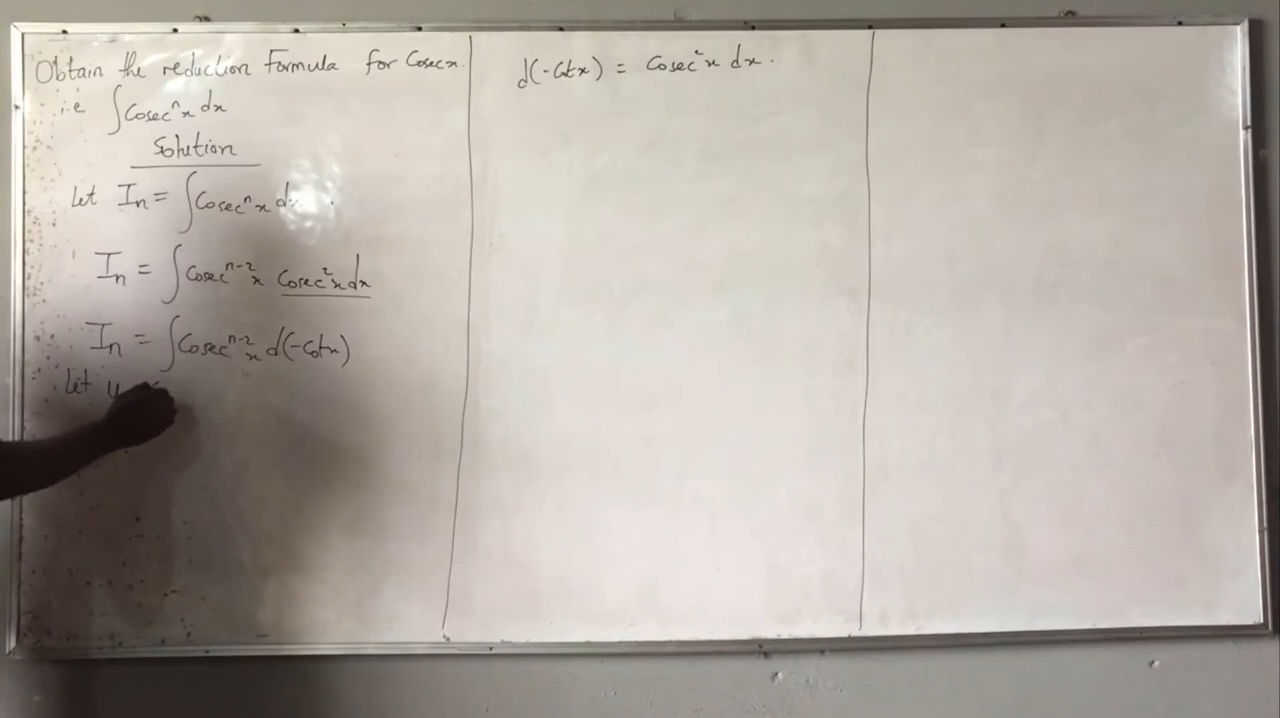 Obtain the reduction Formula for Cosecx.
i.e ∫Cosecⁿx dx
Solution
Let Iₙ = ∫Cosecⁿx dx.
Iₙ = ∫Cosecⁿ⁻²x Cosec²x dx
Iₙ = ∫Cosecⁿ⁻²x d(-Cotx)
Let u
d(-Cotx) = Cosec²x dx.